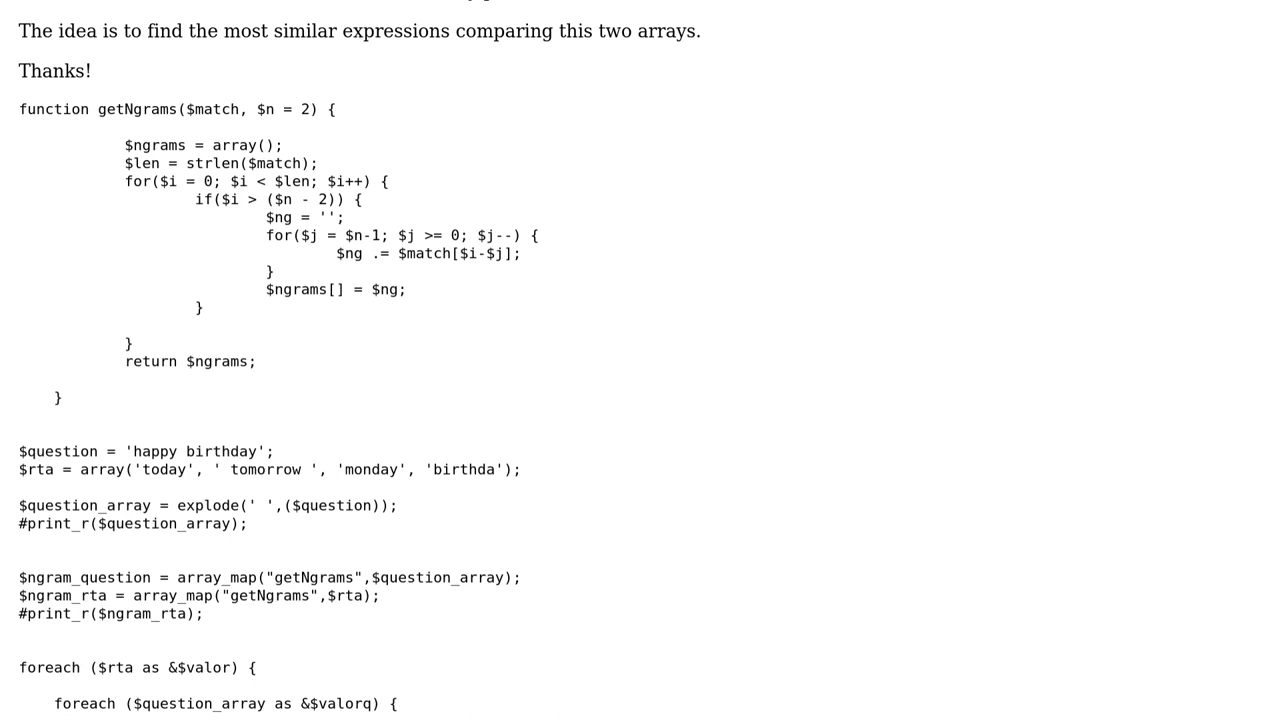 The idea is to find the most similar expressions comparing this two arrays.
Thanks!
function getNgrams($match, $n = 2) {
            $ngrams = array();
            $len = strlen($match);
            for($i = 0; $i < $len; $i++) {
                    if($i > ($n - 2)) {
                            $ng = '';
                            for($j = $n-1; $j >= 0; $j--) {
                                    $ng .= $match[$i-$j];
                            }
                            $ngrams[] = $ng;
                    }
            }
            return $ngrams;
    }
$question = 'happy birthday';
$rta = array('today', ' tomorrow ', 'monday', 'birthda');
$question_array = explode(' ',($question));
#print_r($question_array);
$ngram_question = array_map("getNgrams",$question_array);
$ngram_rta = array_map("getNgrams",$rta);
#print_r($ngram_rta);
foreach ($rta as &$valor) {
    foreach ($question_array as &$valorq) {